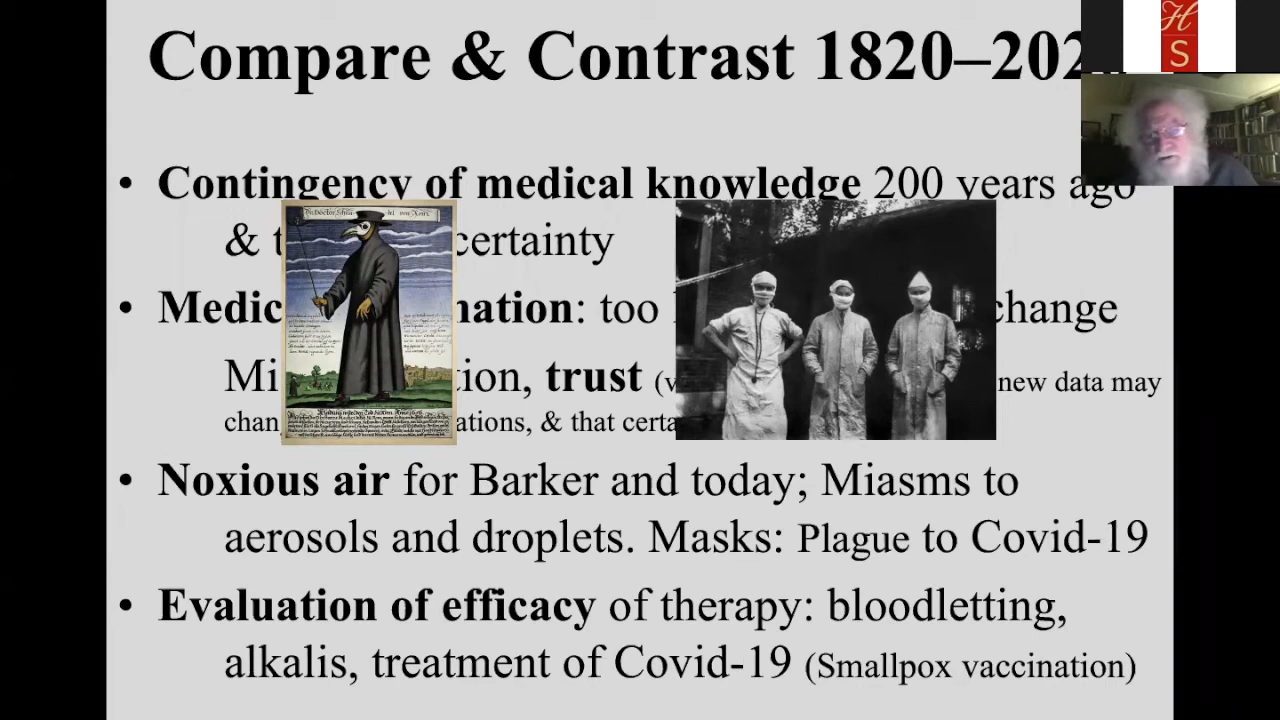 Compare & Contrast 1820–202
• Contingency of medical knowledge 200 years ago
& certainty
• Medic nation: too change
Mi tion, trust (v new data may
chan ations, & that certa
• Noxious air for Barker and today; Miasms to
aerosols and droplets. Masks: Plague to Covid-19
• Evaluation of efficacy of therapy: bloodletting,
alkalis, treatment of Covid-19 (Smallpox vaccination)
H
S